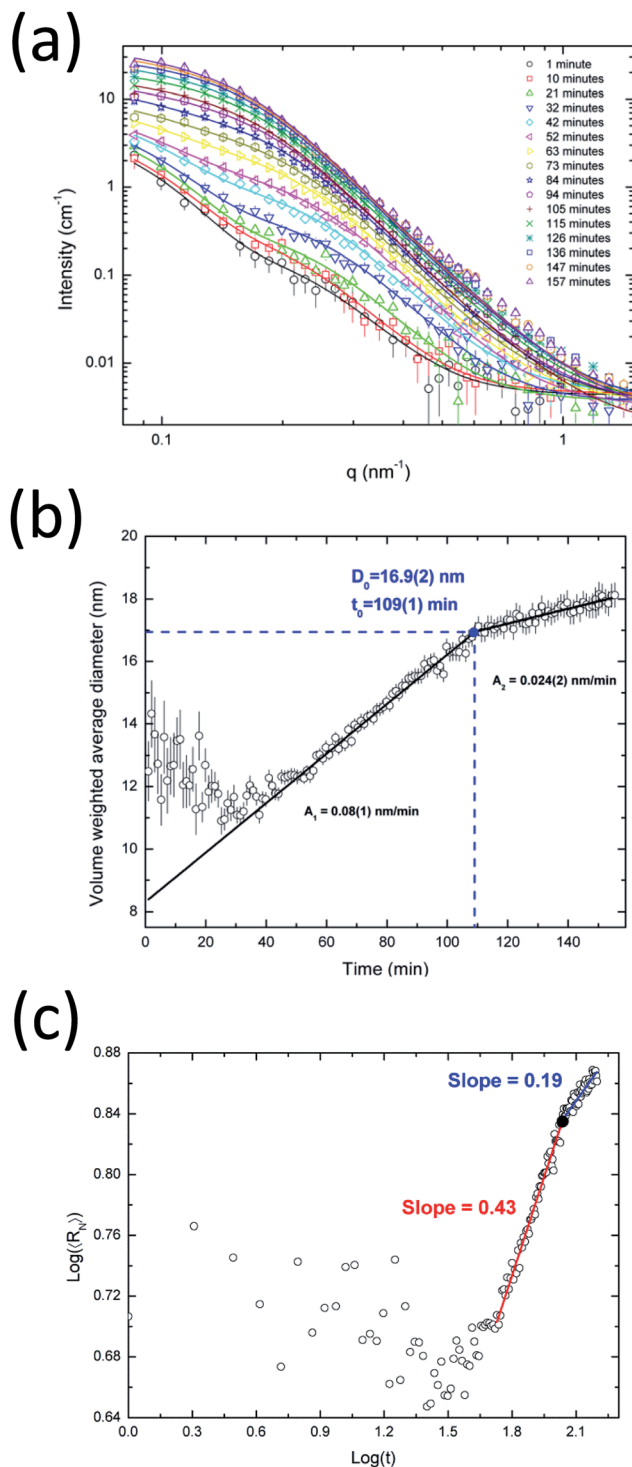 (a)
10
1
0.1
0.01
Intensity (cm⁻¹)
0.1
1
q (nm⁻¹)
1 minute
10 minutes
21 minutes
32 minutes
42 minutes
52 minutes
63 minutes
73 minutes
84 minutes
94 minutes
105 minutes
115 minutes
126 minutes
136 minutes
147 minutes
157 minutes
(b)
20
18
16
14
12
10
8
Volume weighted average diameter (nm)
D₀=16.9(2) nm
t₀=109(1) min
A₂ = 0.024(2) nm/min
A₁ = 0.08(1) nm/min
0
20
40
60
80
100
120
140
Time (min)
(c)
0.88
0.84
0.80
0.76
0.72
0.68
0.64
Log(⟨R_N⟩)
Slope = 0.19
Slope = 0.43
0.0
0.3
0.6
0.9
1.2
1.5
1.8
2.1
Log(t)